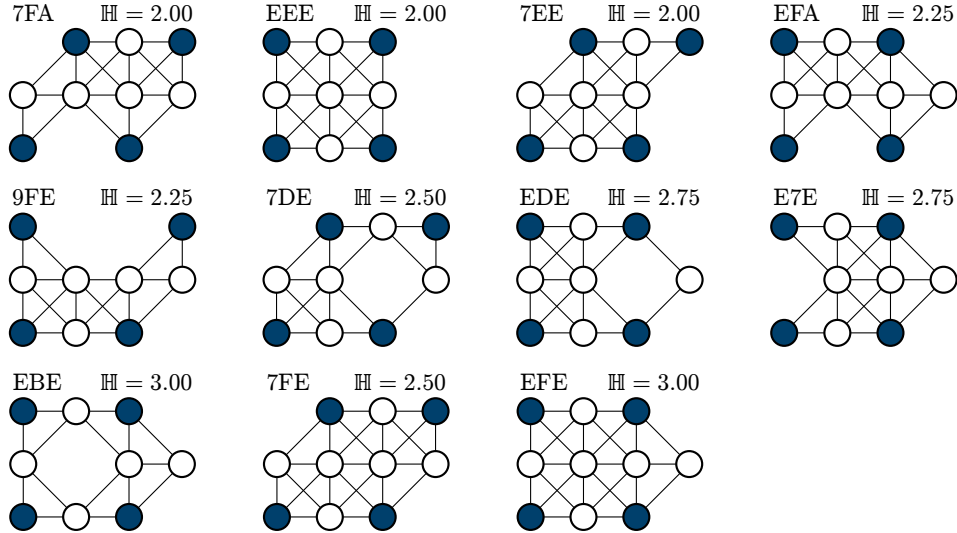 7FA ℍ = 2.00
EEE ℍ = 2.00
7EE ℍ = 2.00
EFA ℍ = 2.25
9FE ℍ = 2.25
7DE ℍ = 2.50
EDE ℍ = 2.75
E7E ℍ = 2.75
EBE ℍ = 3.00
7FE ℍ = 2.50
EFE ℍ = 3.00